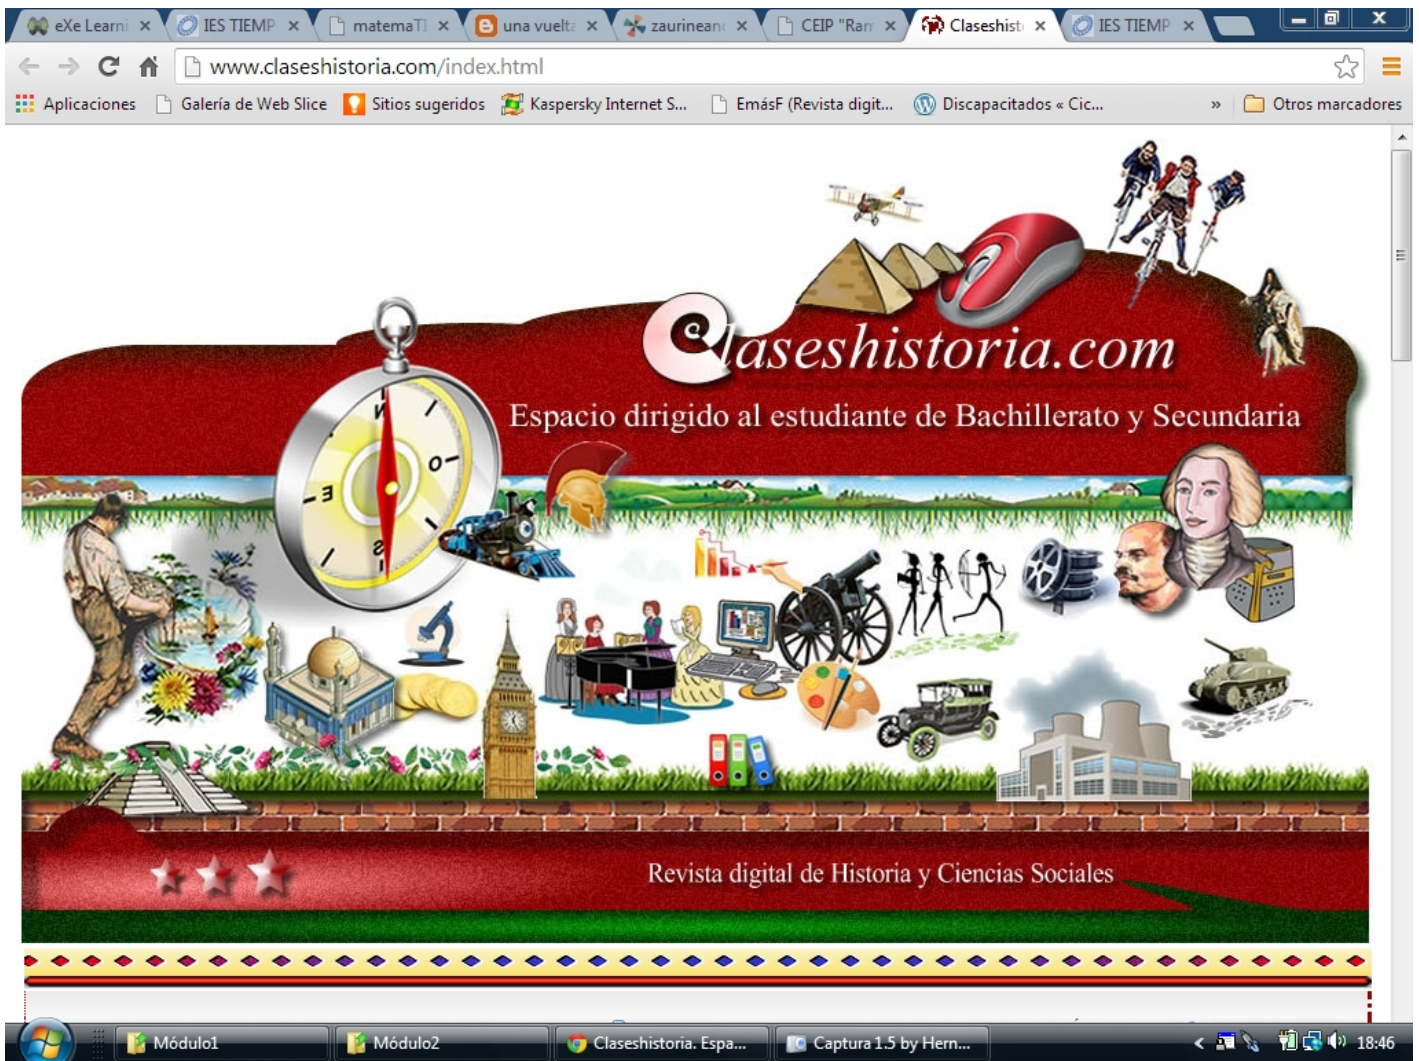 eXe Learni
IES TIEMP
matemaTI
una vuelta
zaurineand
CEIP "Ram
Claseshisto
IES TIEMP
www.claseshistoria.com/index.html
Aplicaciones
Galería de Web Slice
Sitios sugeridos
Kaspersky Internet S...
EmásF (Revista digit...
Discapacitados « Cic...
»
Otros marcadores
Claseshistoria.com
Espacio dirigido al estudiante de Bachillerato y Secundaria
N
O
E
S
Revista digital de Historia y Ciencias Sociales
Módulo1
Módulo2
Claseshistoria. Espa...
Captura 1.5 by Hern...
18:46